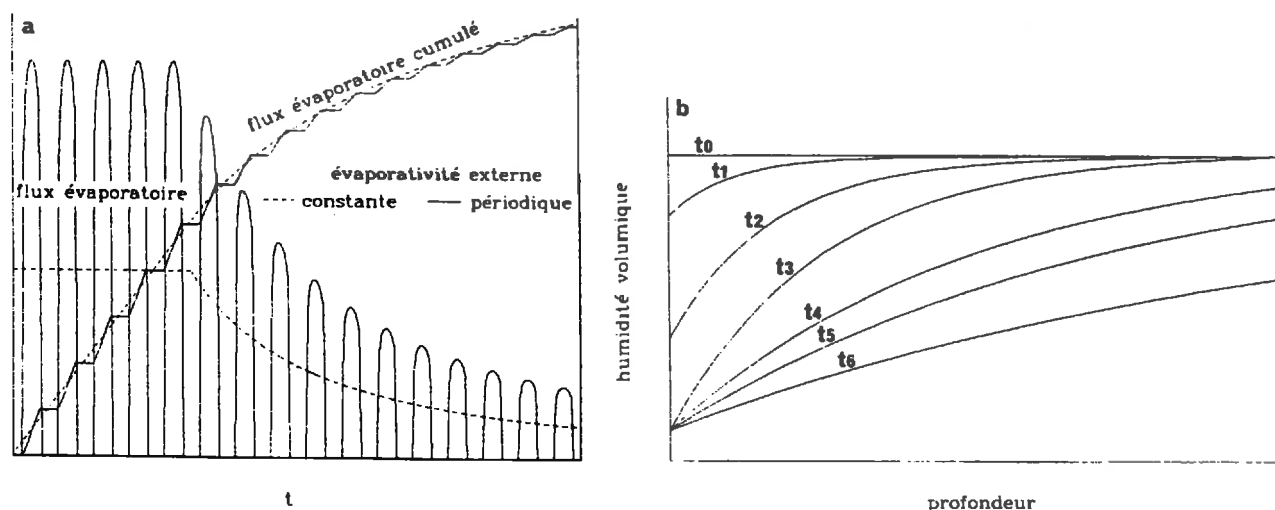 a
flux évaporatoire cumulé
évaporativité externe
flux évaporatoire
constante
périodique
t
b
t0
t1
t2
t3
t4
t5
t6
humidité volumique
profondeur